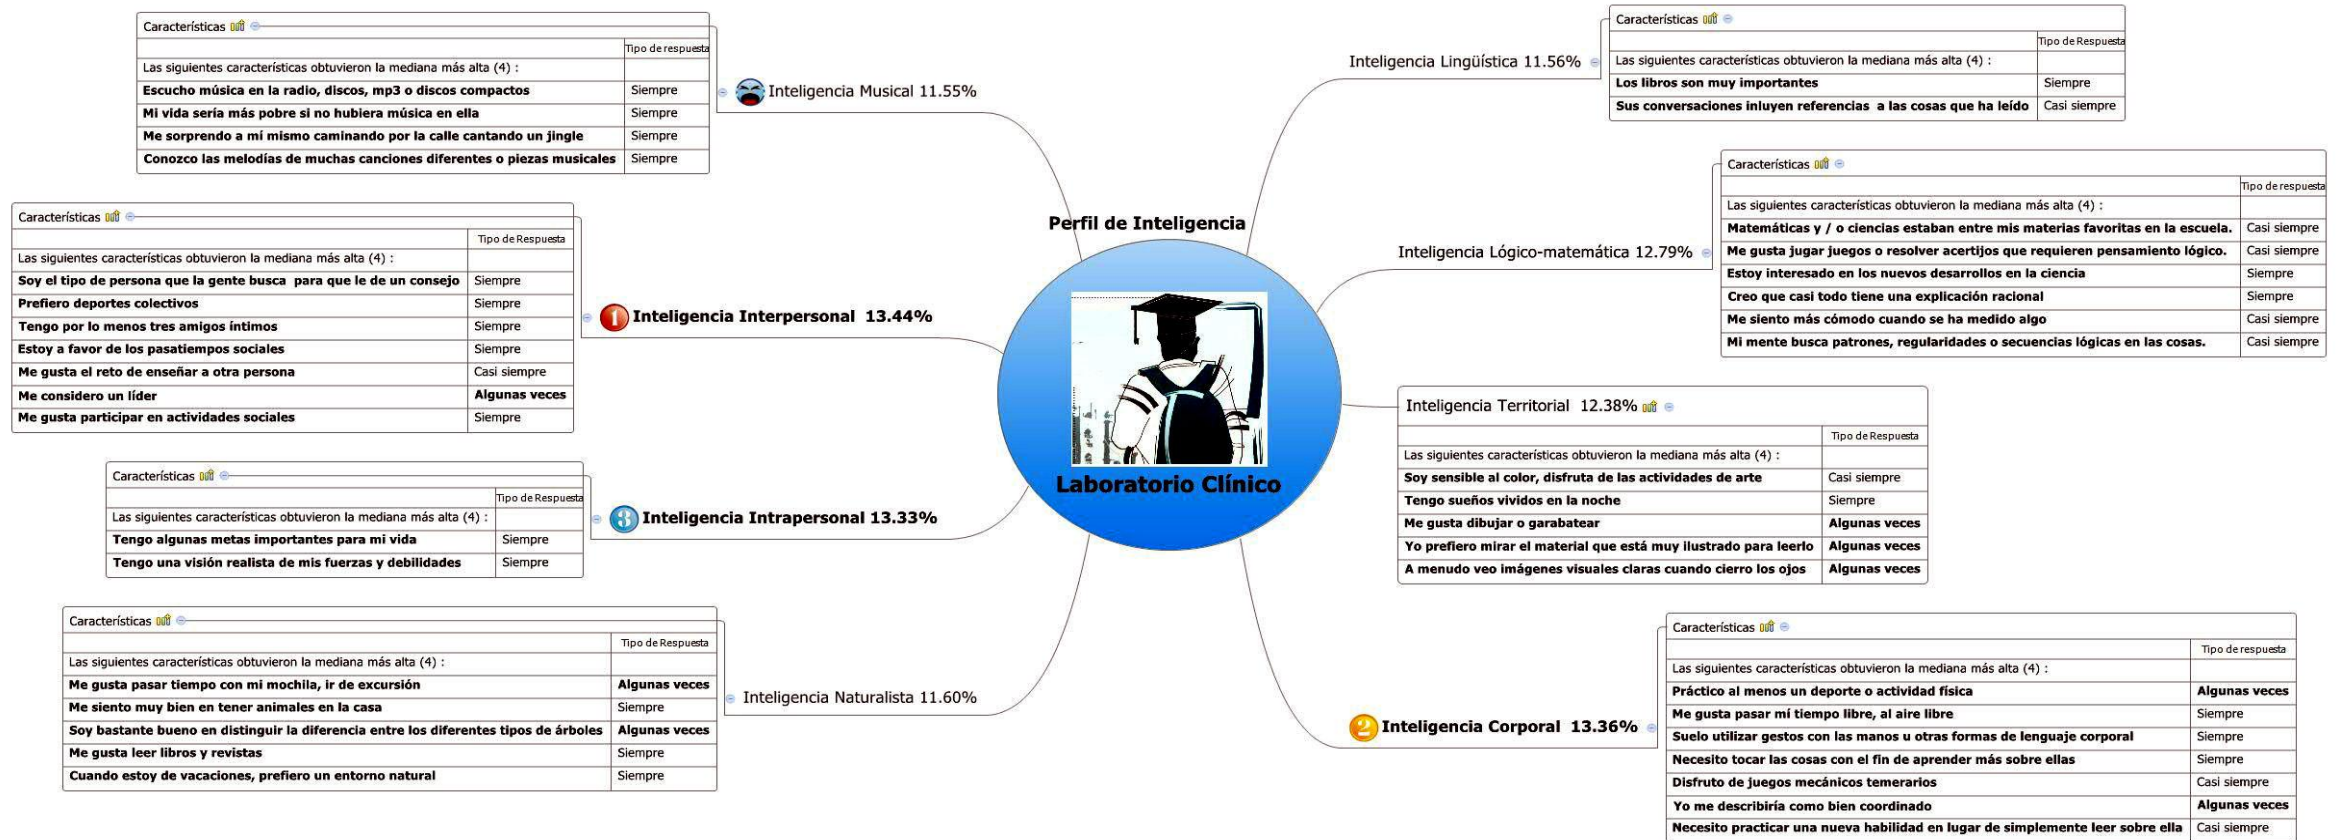 Perfil de Inteligencia
Laboratorio Clínico
Inteligencia Musical 11.55%
Características
Tipo de respuesta
Las siguientes características obtuvieron la mediana más alta (4) :
Escucho música en la radio, discos, mp3 o discos compactos Siempre
Mi vida sería más pobre si no hubiera música en ella Siempre
Me sorprendo a mí mismo caminando por la calle cantando un jingle Siempre
Conozco las melodías de muchas canciones diferentes o piezas musicales Siempre
1 Inteligencia Interpersonal 13.44%
Características
Tipo de Respuesta
Las siguientes características obtuvieron la mediana más alta (4) :
Soy el tipo de persona que la gente busca para que le de un consejo Siempre
Prefiero deportes colectivos Siempre
Tengo por lo menos tres amigos íntimos Siempre
Estoy a favor de los pasatiempos sociales Siempre
Me gusta el reto de enseñar a otra persona Casi siempre
Me considero un líder Algunas veces
Me gusta participar en actividades sociales Siempre
3 Inteligencia Intrapersonal 13.33%
Características
Tipo de Respuesta
Las siguientes características obtuvieron la mediana más alta (4) :
Tengo algunas metas importantes para mi vida Siempre
Tengo una visión realista de mis fuerzas y debilidades Siempre
Inteligencia Naturalista 11.60%
Características
Tipo de Respuesta
Las siguientes características obtuvieron la mediana más alta (4) :
Me gusta pasar tiempo con mi mochila, ir de excursión Algunas veces
Me siento muy bien en tener animales en la casa Siempre
Soy bastante bueno en distinguir la diferencia entre los diferentes tipos de árboles Algunas veces
Me gusta leer libros y revistas Siempre
Cuando estoy de vacaciones, prefiero un entorno natural Siempre
Inteligencia Lingüística 11.56%
Características
Tipo de Respuesta
Las siguientes características obtuvieron la mediana más alta (4) :
Los libros son muy importantes Siempre
Sus conversaciones inluyen referencias a las cosas que ha leído Casi siempre
Inteligencia Lógico-matemática 12.79%
Características
Tipo de respuesta
Las siguientes características obtuvieron la mediana más alta (4) :
Matemáticas y / o ciencias estaban entre mis materias favoritas en la escuela. Casi siempre
Me gusta jugar juegos o resolver acertijos que requieren pensamiento lógico. Casi siempre
Estoy interesado en los nuevos desarrollos en la ciencia Siempre
Creo que casi todo tiene una explicación racional Siempre
Me siento más cómodo cuando se ha medido algo Casi siempre
Mi mente busca patrones, regularidades o secuencias lógicas en las cosas. Casi siempre
Inteligencia Territorial 12.38%
Tipo de Respuesta
Las siguientes características obtuvieron la mediana más alta (4) :
Soy sensible al color, disfruta de las actividades de arte Casi siempre
Tengo sueños vividos en la noche Siempre
Me gusta dibujar o garabatear Algunas veces
Yo prefiero mirar el material que está muy ilustrado para leerlo Algunas veces
A menudo veo imágenes visuales claras cuando cierro los ojos Algunas veces
2 Inteligencia Corporal 13.36%
Características
Tipo de respuesta
Las siguientes características obtuvieron la mediana más alta (4) :
Práctico al menos un deporte o actividad física Algunas veces
Me gusta pasar mí tiempo libre, al aire libre Siempre
Suelo utilizar gestos con las manos u otras formas de lenguaje corporal Siempre
Necesito tocar las cosas con el fin de aprender más sobre ellas Siempre
Disfruto de juegos mecánicos temerarios Casi siempre
Yo me describiría como bien coordinado Algunas veces
Necesito practicar una nueva habilidad en lugar de simplemente leer sobre ella Casi siempre